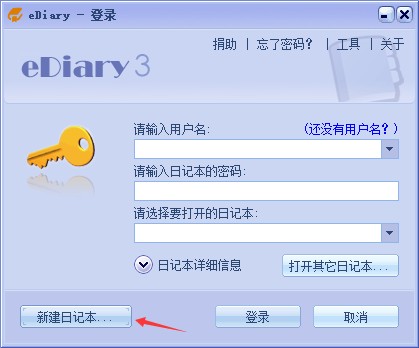 eDiary - 登录
捐助 | 忘了密码? | 工具 | 关于
eDiary 3
请输入用户名: (还没有用户名?)
请输入日记本的密码:
请选择要打开的日记本:
日记本详细信息 打开其它日记本...
新建日记本... 登录 取消